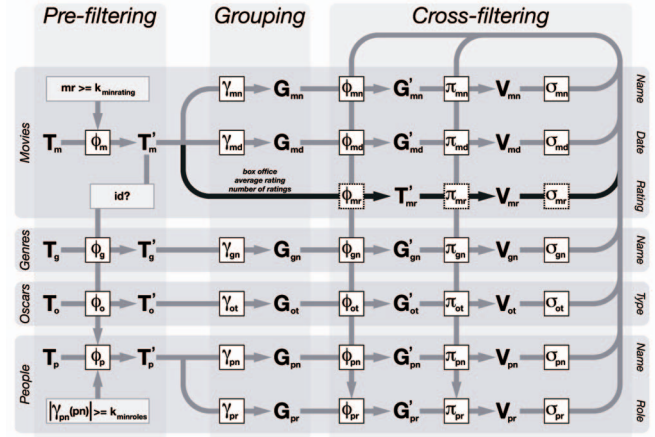 Pre-filtering Grouping Cross-filtering
mr >= k minrating
γmn Gmn ϕmn G'mn πmn Vmn σmn Name
Movies Tm ϕm T'm γmd Gmd ϕmd G'md πmd Vmd σmd Date
box office
average rating
number of ratings
id? ϕmr T'mr πmr Vmr σmr Rating
Genres Tg ϕg T'g γgn Ggn ϕgn G'gn πgn Vgn σgn Name
Oscars To ϕo T'o γot Got ϕot G'ot πot Vot σot Type
People Tp ϕp T'p γpn Gpn ϕpn G'pn πpn Vpn σpn Name
|γpn(pn)| >= k minroles γpr Gpr ϕpr G'pr πpr Vpr σpr Role